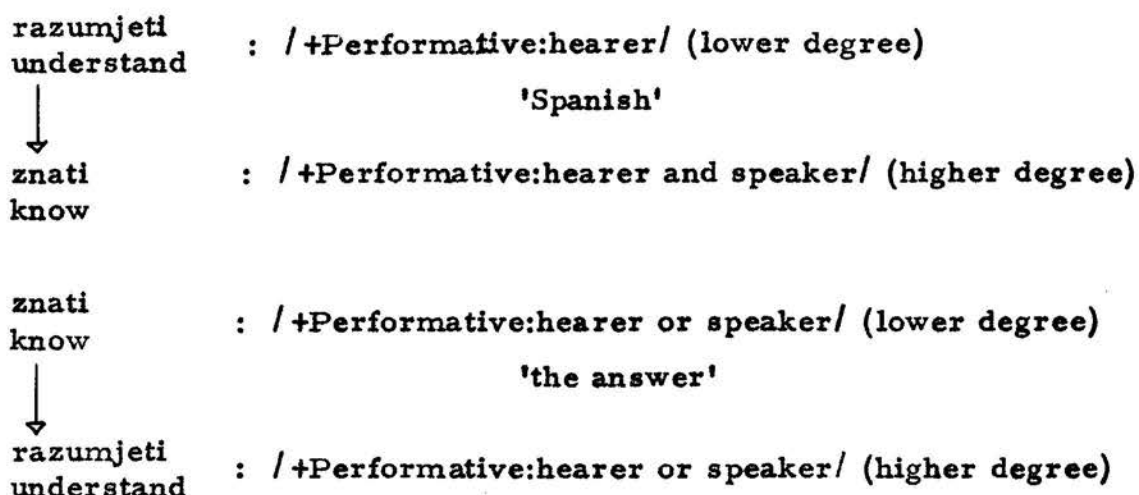 razumjeti
understand : /+Performative:hearer/ (lower degree)
'Spanish'
znati : /+Performative:hearer and speaker/ (higher degree)
know
znati
know : /+Performative:hearer or speaker/ (lower degree)
'the answer'
razumjeti
understand : /+Performative:hearer or speaker/ (higher degree)